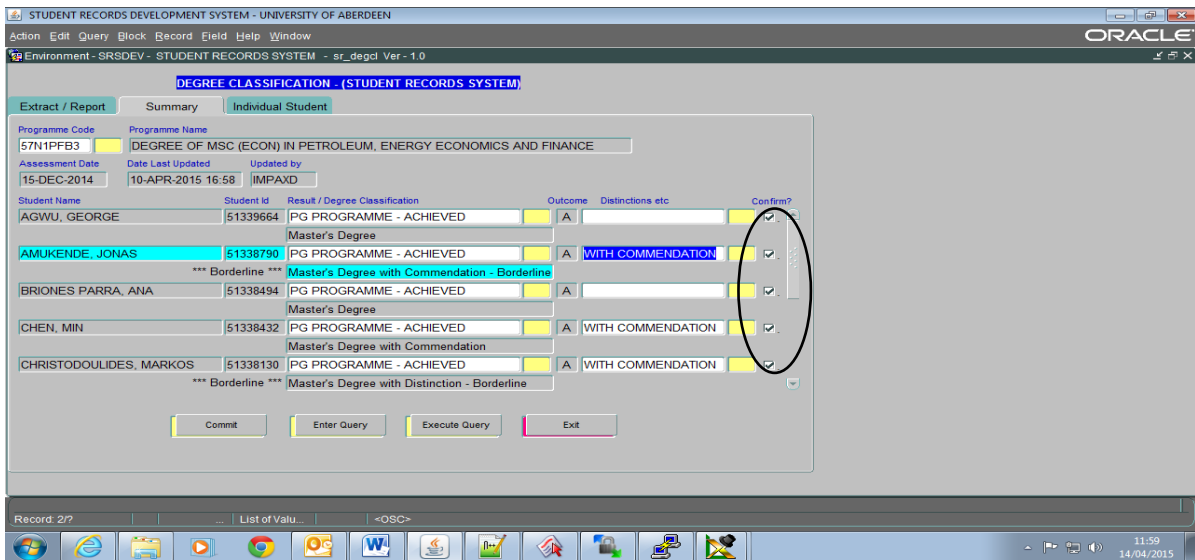 STUDENT RECORDS DEVELOPMENT SYSTEM - UNIVERSITY OF ABERDEEN
Action Edit Query Block Record Field Help Window
ORACLE
Environment - SRSDEV - STUDENT RECORDS SYSTEM - sr_degcl Ver - 1.0
DEGREE CLASSIFICATION - (STUDENT RECORDS SYSTEM)
Extract / Report Summary Individual Student
Programme Code Programme Name
57N1PFB3 DEGREE OF MSC (ECON) IN PETROLEUM, ENERGY ECONOMICS AND FINANCE
Assessment Date Date Last Updated Updated by
15-DEC-2014 10-APR-2015 16:58 IMPAXD
Student Name Student Id Result / Degree Classification Outcome Distinctions etc Confirm?
AGWU, GEORGE 51339664 PG PROGRAMME - ACHIEVED A
Master's Degree
AMUKENDE, JONAS 51338790 PG PROGRAMME - ACHIEVED A WITH COMMENDATION
*** Borderline *** Master's Degree with Commendation - Borderline
BRIONES PARRA, ANA 51338494 PG PROGRAMME - ACHIEVED A
Master's Degree
CHEN, MIN 51338432 PG PROGRAMME - ACHIEVED A WITH COMMENDATION
Master's Degree with Commendation
CHRISTODOULIDES, MARKOS 51338130 PG PROGRAMME - ACHIEVED A WITH COMMENDATION
*** Borderline *** Master's Degree with Distinction - Borderline
Commit Enter Query Execute Query Exit
Record: 2/? ... List of Valu... <OSC>
11:59
14/04/2015